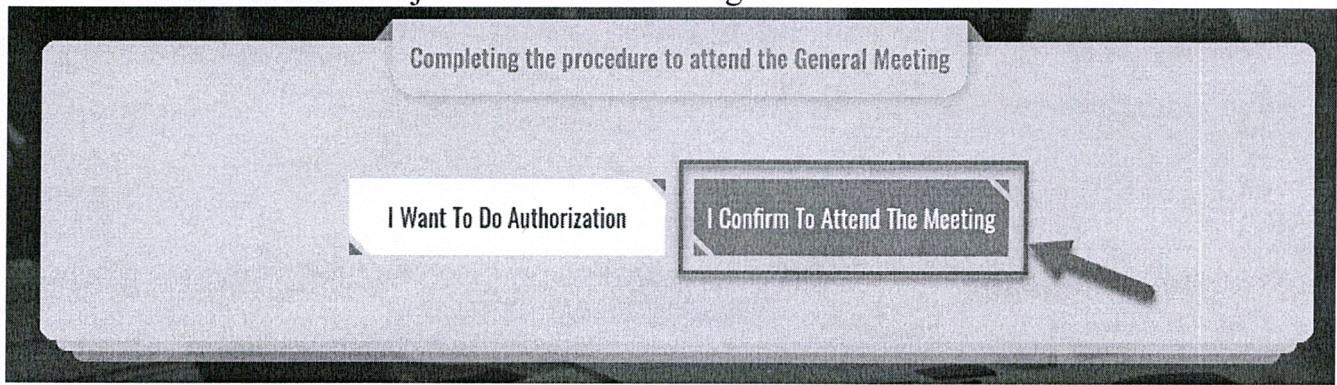 Completing the procedure to attend the General Meeting
I Want To Do Authorization
I Confirm To Attend The Meeting